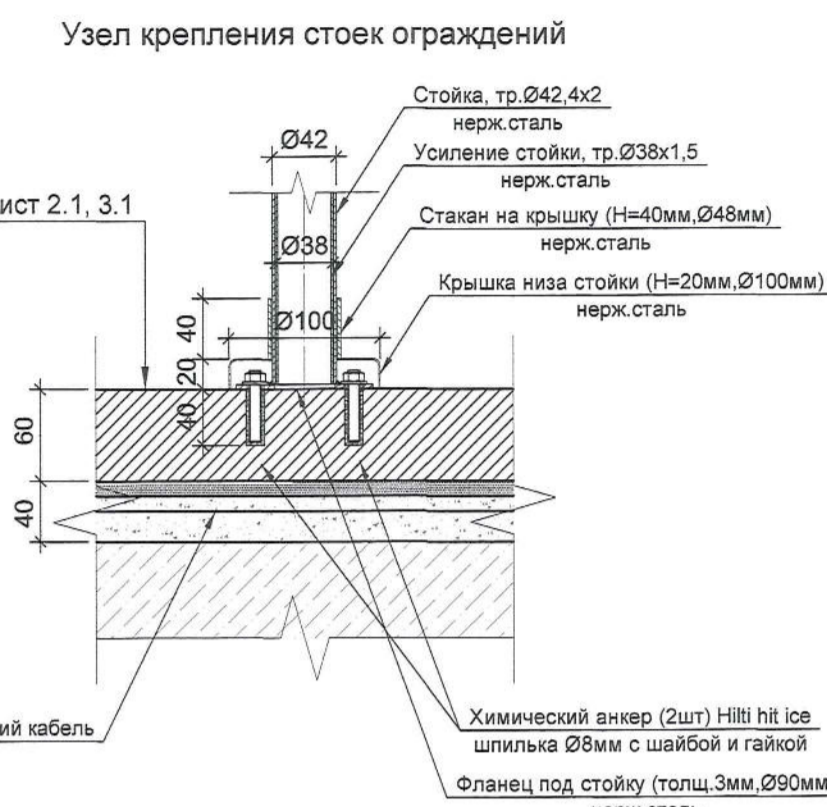 Узел крепления стоек ограждений
Стойка, тр.Ø42,4х2
нерж.сталь
Ø42
Усиление стойки, тр.Ø38х1,5
нерж.сталь
ист 2.1, 3.1
Стакан на крышку (Н=40мм,Ø48мм)
нерж.сталь
Ø38
Крышка низа стойки (Н=20мм,Ø100мм)
нерж.сталь
Ø100
40
20
40
60
40
Химический анкер (2шт) Hilti hit ice
шпилька Ø8мм с шайбой и гайкой
ий кабель
Фланец под стойку (толщ.3мм,Ø90мм